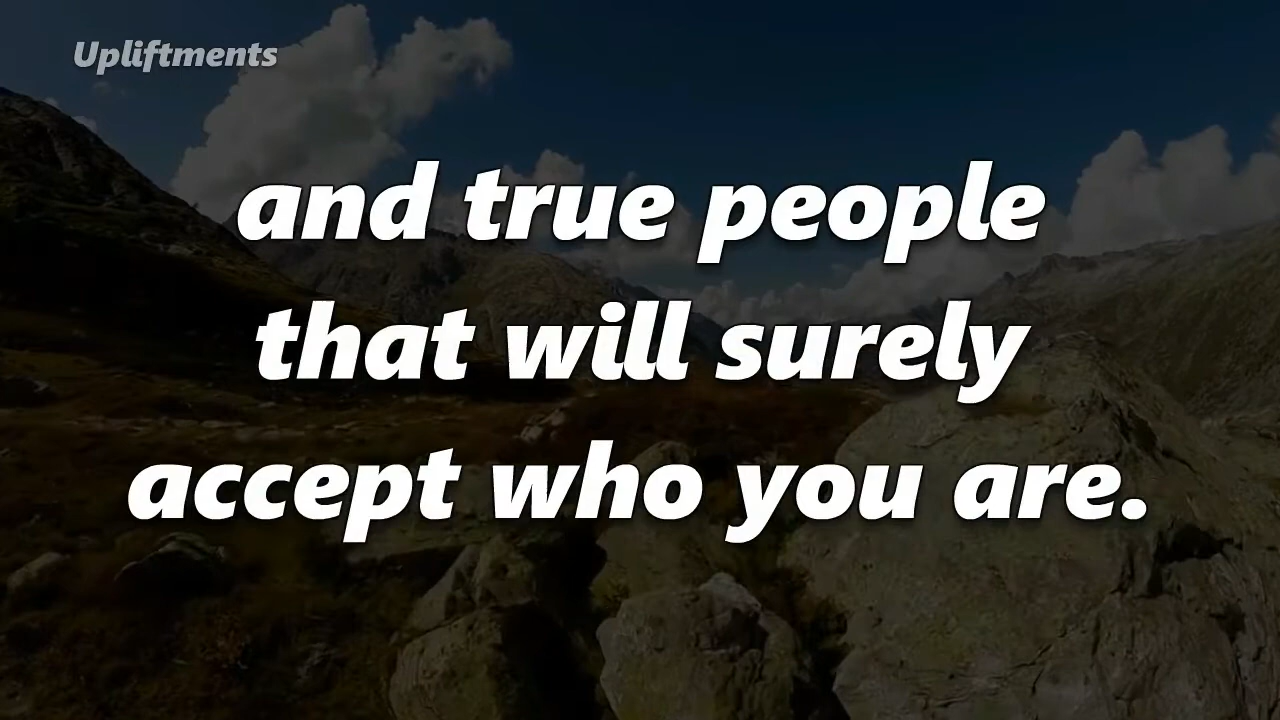 Upliftments
and true people
that will surely
accept who you are.